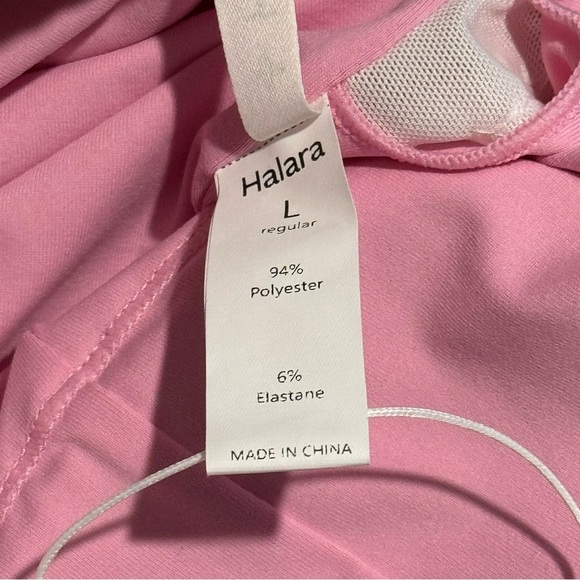 Halara
L
regular
94%
Polyester
6%
Elastane
MADE IN CHINA